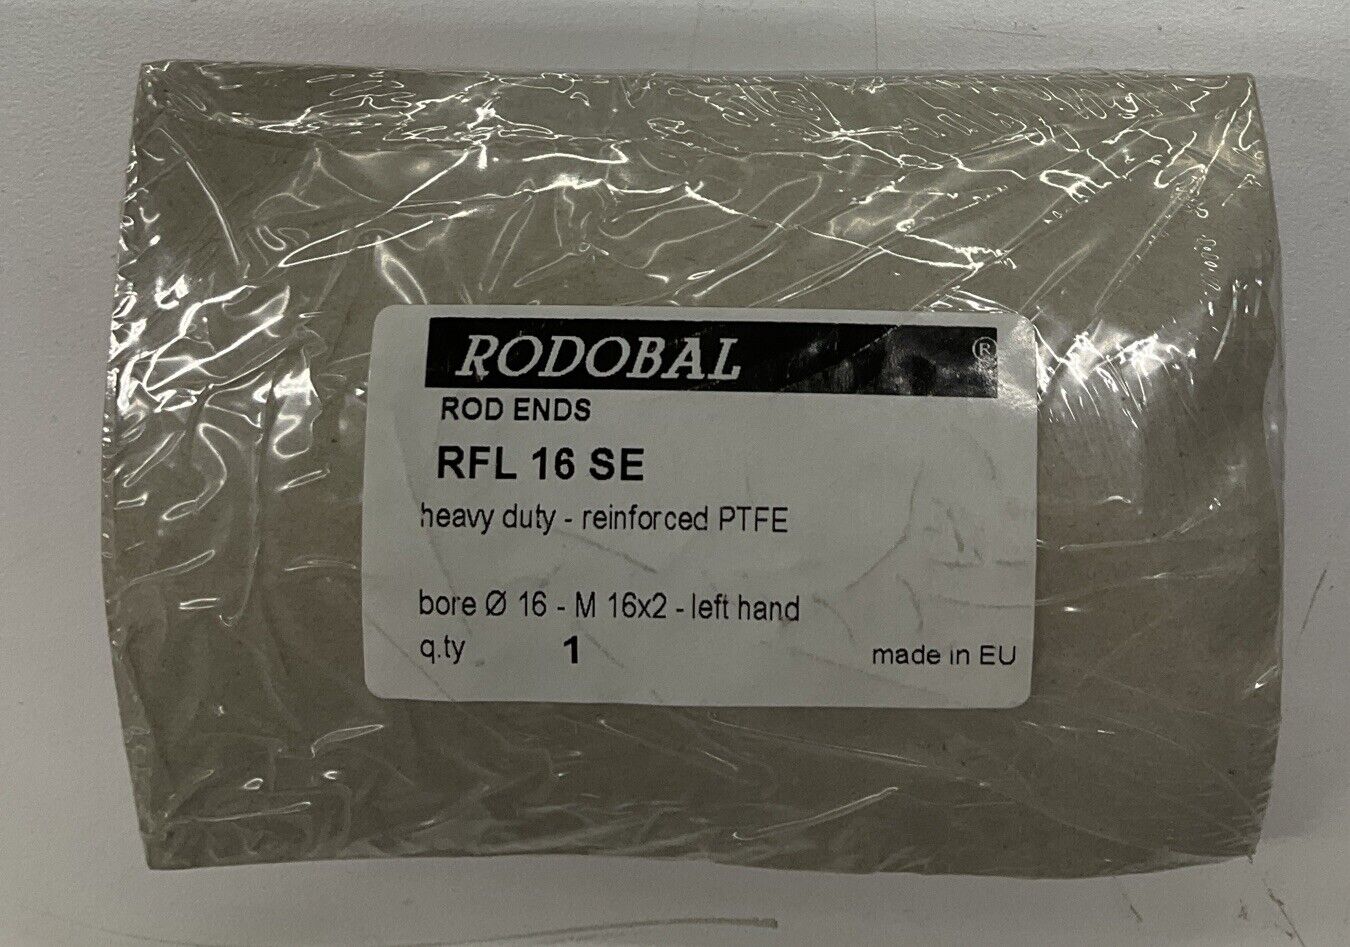 RODOBAL ®
ROD ENDS
RFL 16 SE
heavy duty - reinforced PTFE
bore Ø 16 - M 16x2 - left hand
q.ty 1
made in EU